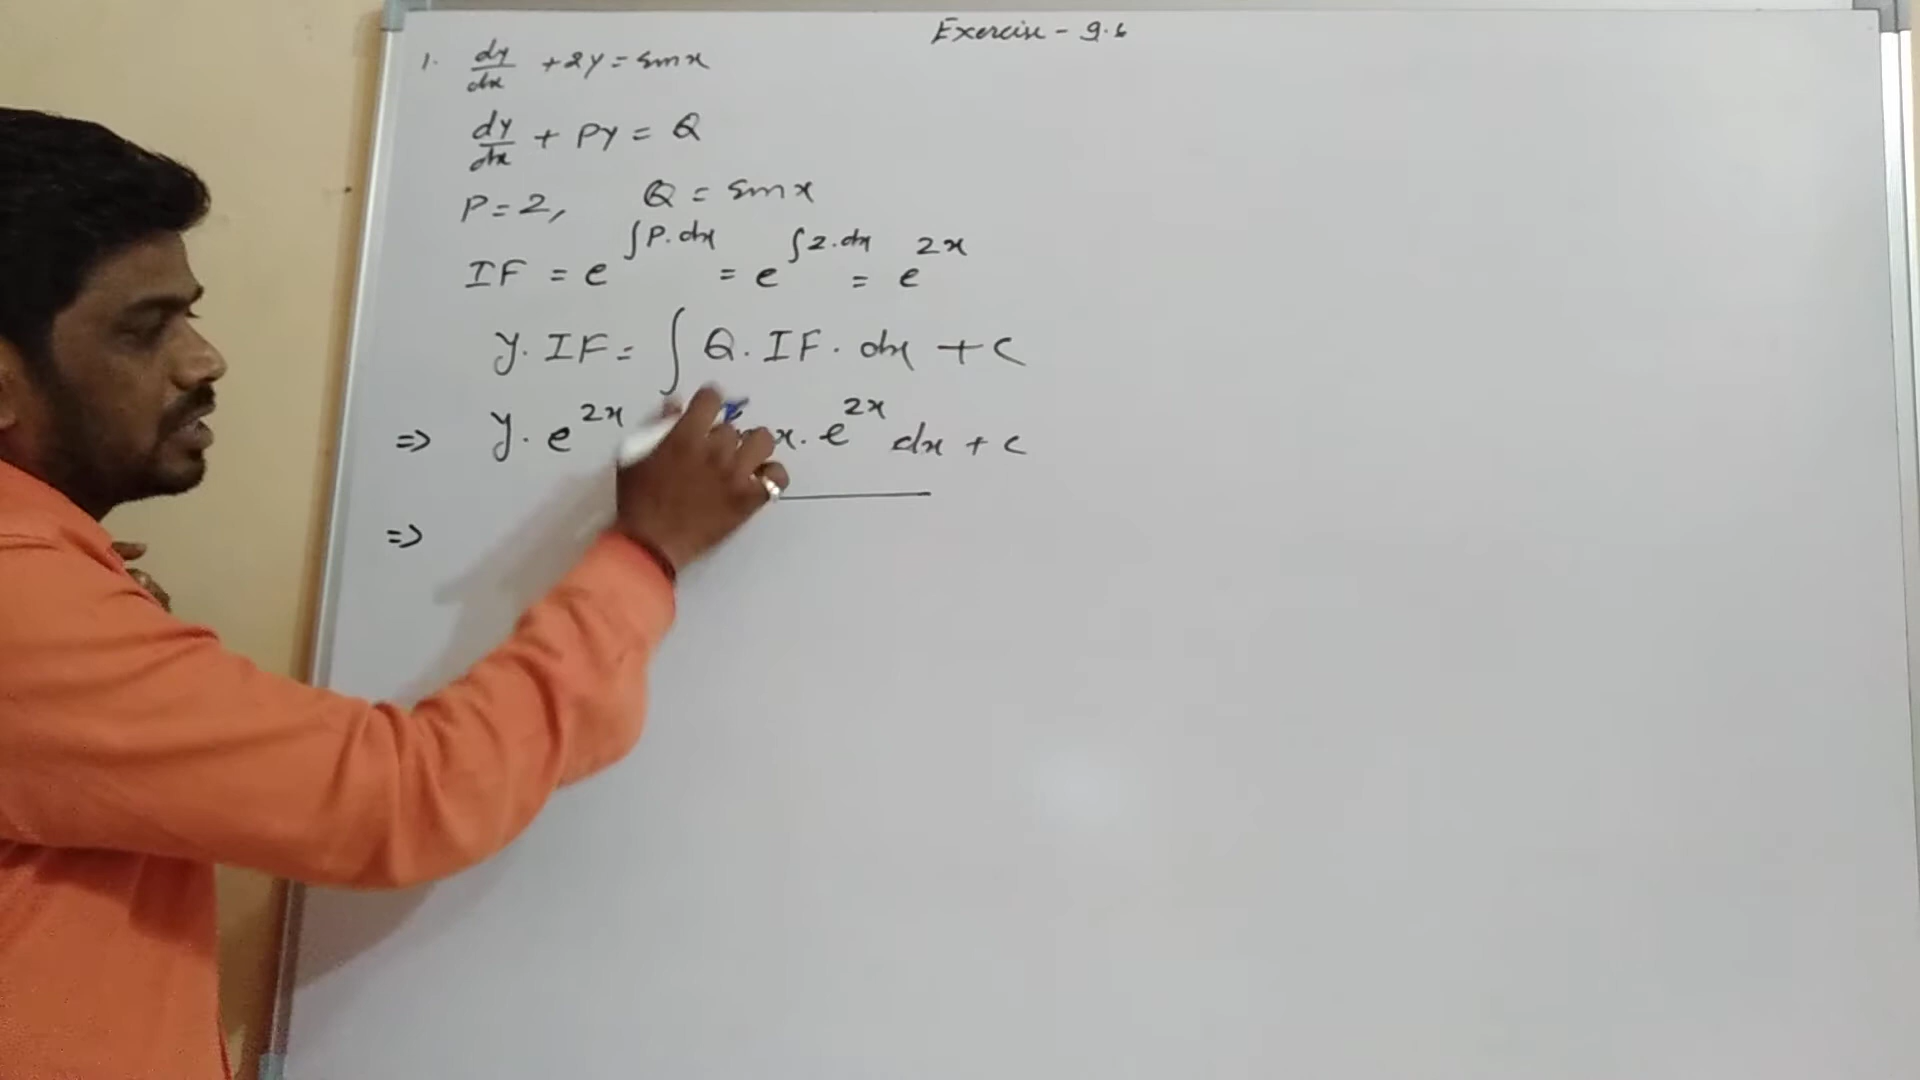 Exercise - 9.6
1. dy/dx + 2y = sin x
dy/dx + Py = Q
P = 2, Q = sin x
IF = e^∫P.dx = e^∫2.dx = e^2x
y. IF = ∫ Q. IF. dx + c
=> y. e^2x x. e^2x dx + c
=>